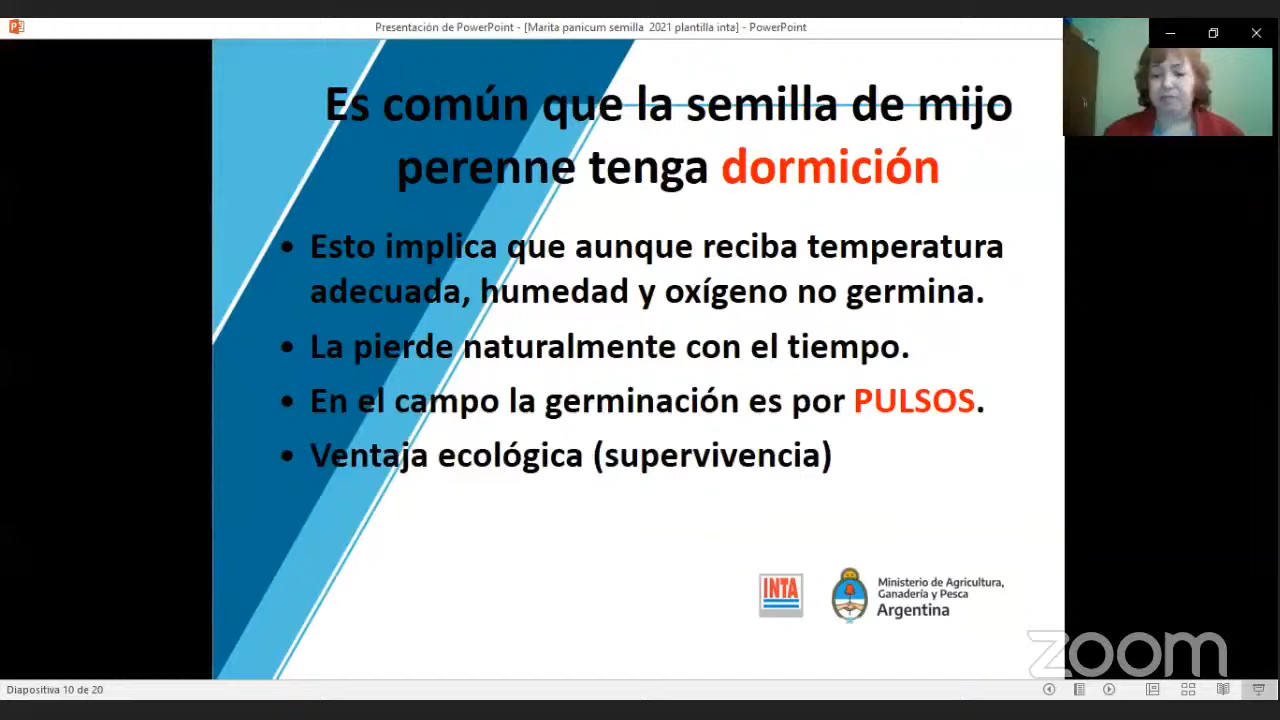 Presentación de PowerPoint - [Marita panicum semilla 2021 plantilla inta] - PowerPoint
Es común que la semilla de mijo
perenne tenga dormición
• Esto implica que aunque reciba temperatura
adecuada, humedad y oxígeno no germina.
• La pierde naturalmente con el tiempo.
• En el campo la germinación es por PULSOS.
• Ventaja ecológica (supervivencia)
INTA
Ministerio de Agricultura,
Ganadería y Pesca
Argentina
zoom
Diapositiva 10 de 20